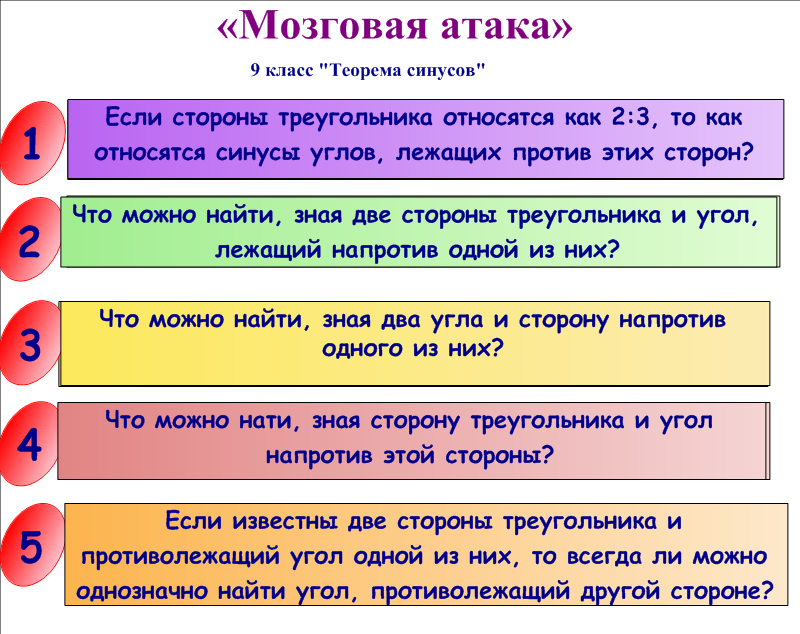 «Мозговая атака»
9 класс "Теорема синусов"
1
Если стороны треугольника относятся как 2:3, то как
относятся синусы углов, лежащих против этих сторон?
2
Что можно найти, зная две стороны треугольника и угол,
лежащий напротив одной из них?
3
Что можно найти, зная два угла и сторону напротив
одного из них?
4
Что можно нати, зная сторону треугольника и угол
напротив этой стороны?
5
Если известны две стороны треугольника и
противолежащий угол одной из них, то всегда ли можно
однозначно найти угол, противолежащий другой стороне?